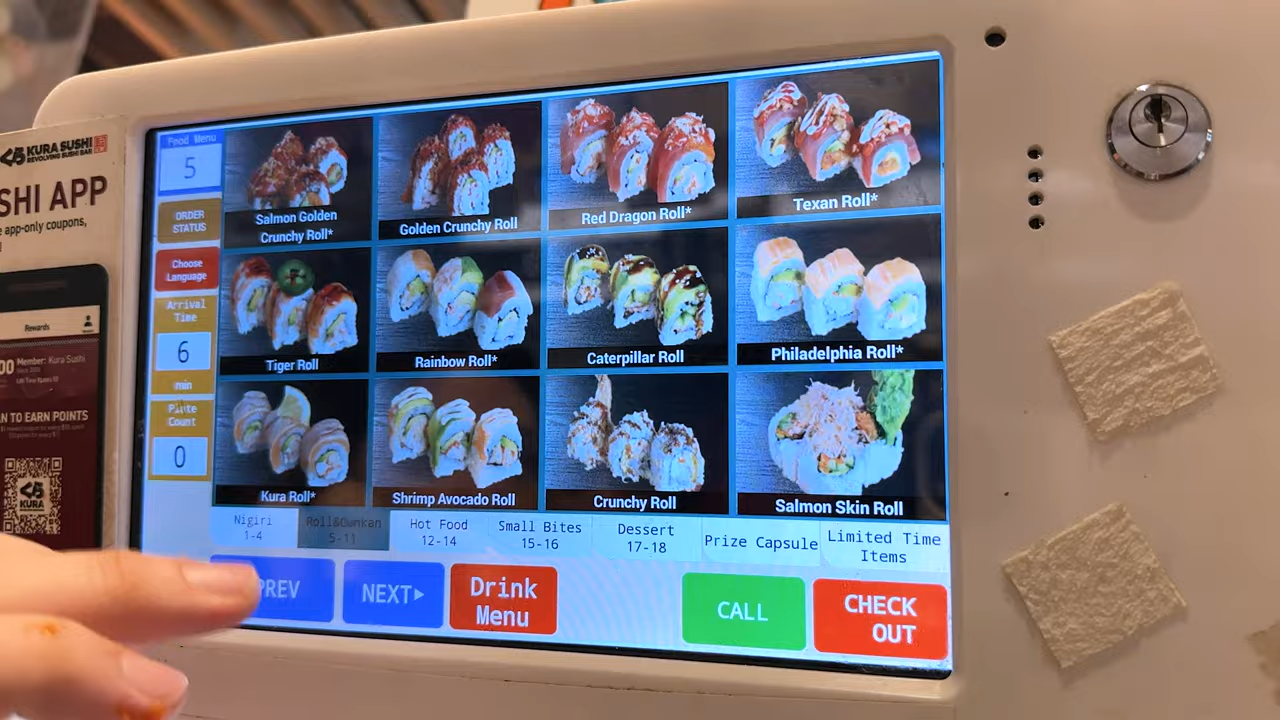 KURA SUSHI
REVOLVING SUSHI BAR
SHI APP
e app-only coupons,
Rewards
00 Member: Kura Sushi
AN TO EARN POINTS
KURA
Food Menu
5
ORDER
STATUS
Choose
Language
Arrival
Time
6
min
Plate
Count
0
Salmon Golden
Crunchy Roll*
Golden Crunchy Roll
Red Dragon Roll*
Texan Roll*
Tiger Roll
Rainbow Roll*
Caterpillar Roll
Philadelphia Roll*
Kura Roll*
Shrimp Avocado Roll
Crunchy Roll
Salmon Skin Roll
Nigiri
1-4
Roll&Gunkan
5-11
Hot Food
12-14
Small Bites
15-16
Dessert
17-18
Prize Capsule
Limited Time
Items
PREV
NEXT▶
Drink
Menu
CALL
CHECK
OUT